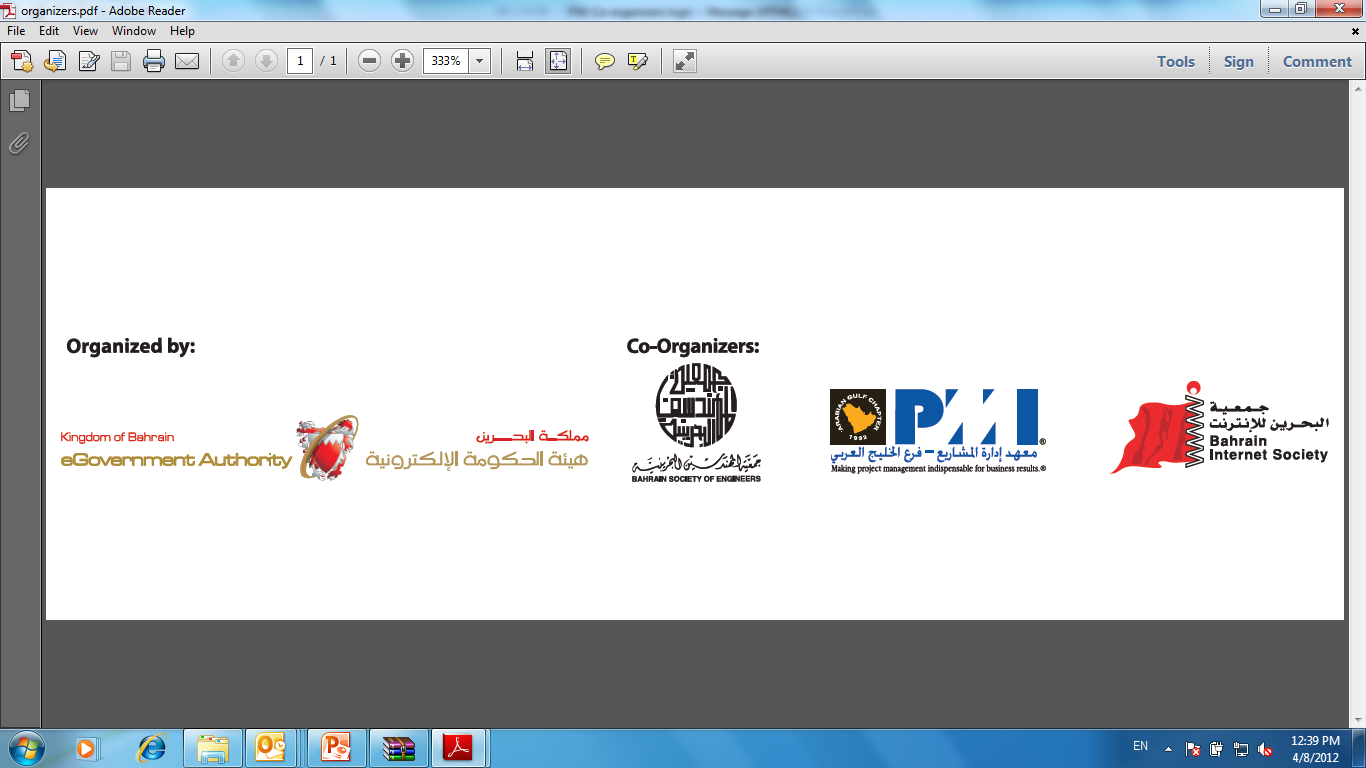 organizers.pdf - Adobe Reader
File Edit View Window Help
1 / 1 333% Tools Sign Comment
Organized by:
Kingdom of Bahrain
eGovernment Authority
مملكة البحرين
هيئة الحكومة الإلكترونية
Co-Organizers:
جمعية المهندسين البحرينية
BAHRAIN SOCIETY OF ENGINEERS
ARABIAN GULF CHAPTER
1992
PMI®
معهد إدارة المشاريع – فرع الخليج العربي
Making project management indispensable for business results.®
جمعية
البحرين للإنترنت
Bahrain
Internet Society
EN
12:39 PM
4/8/2012